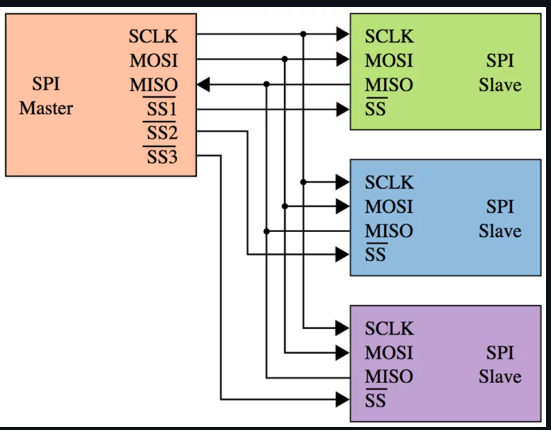 SPI
Master
SCLK
MOSI
MISO
SS1
SS2
SS3
SCLK
MOSI
MISO
SS
SPI
Slave
SCLK
MOSI
MISO
SS
SPI
Slave
SCLK
MOSI
MISO
SS
SPI
Slave